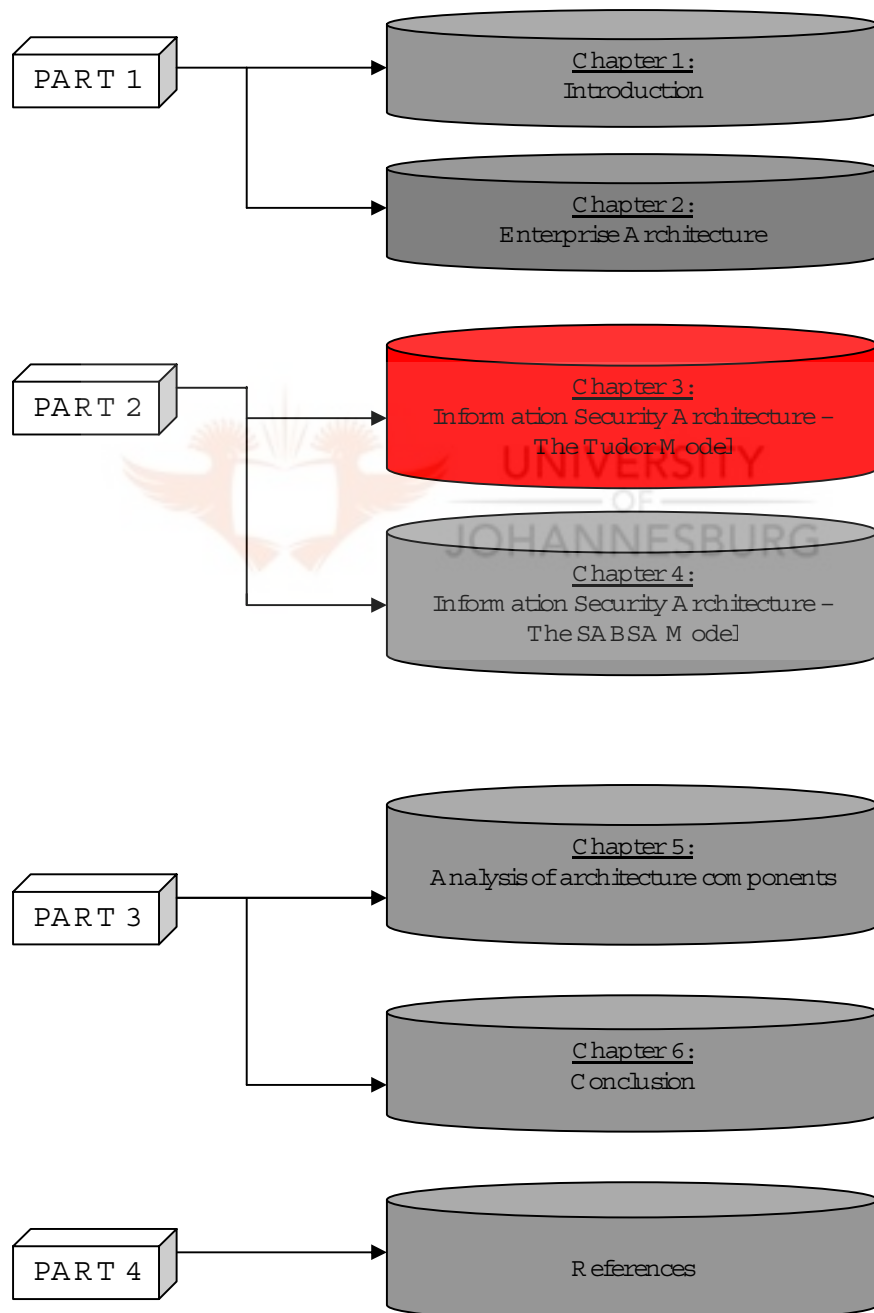 PART 1
Chapter 1:
Introduction
Chapter 2:
Enterprise Architecture
PART 2
Chapter 3:
Information Security Architecture –
The Tudor Model
UNIVERSITY
OF
JOHANNESBURG
Chapter 4:
Information Security Architecture –
The SABSA Model
PART 3
Chapter 5:
Analysis of architecture components
Chapter 6:
Conclusion
PART 4
References